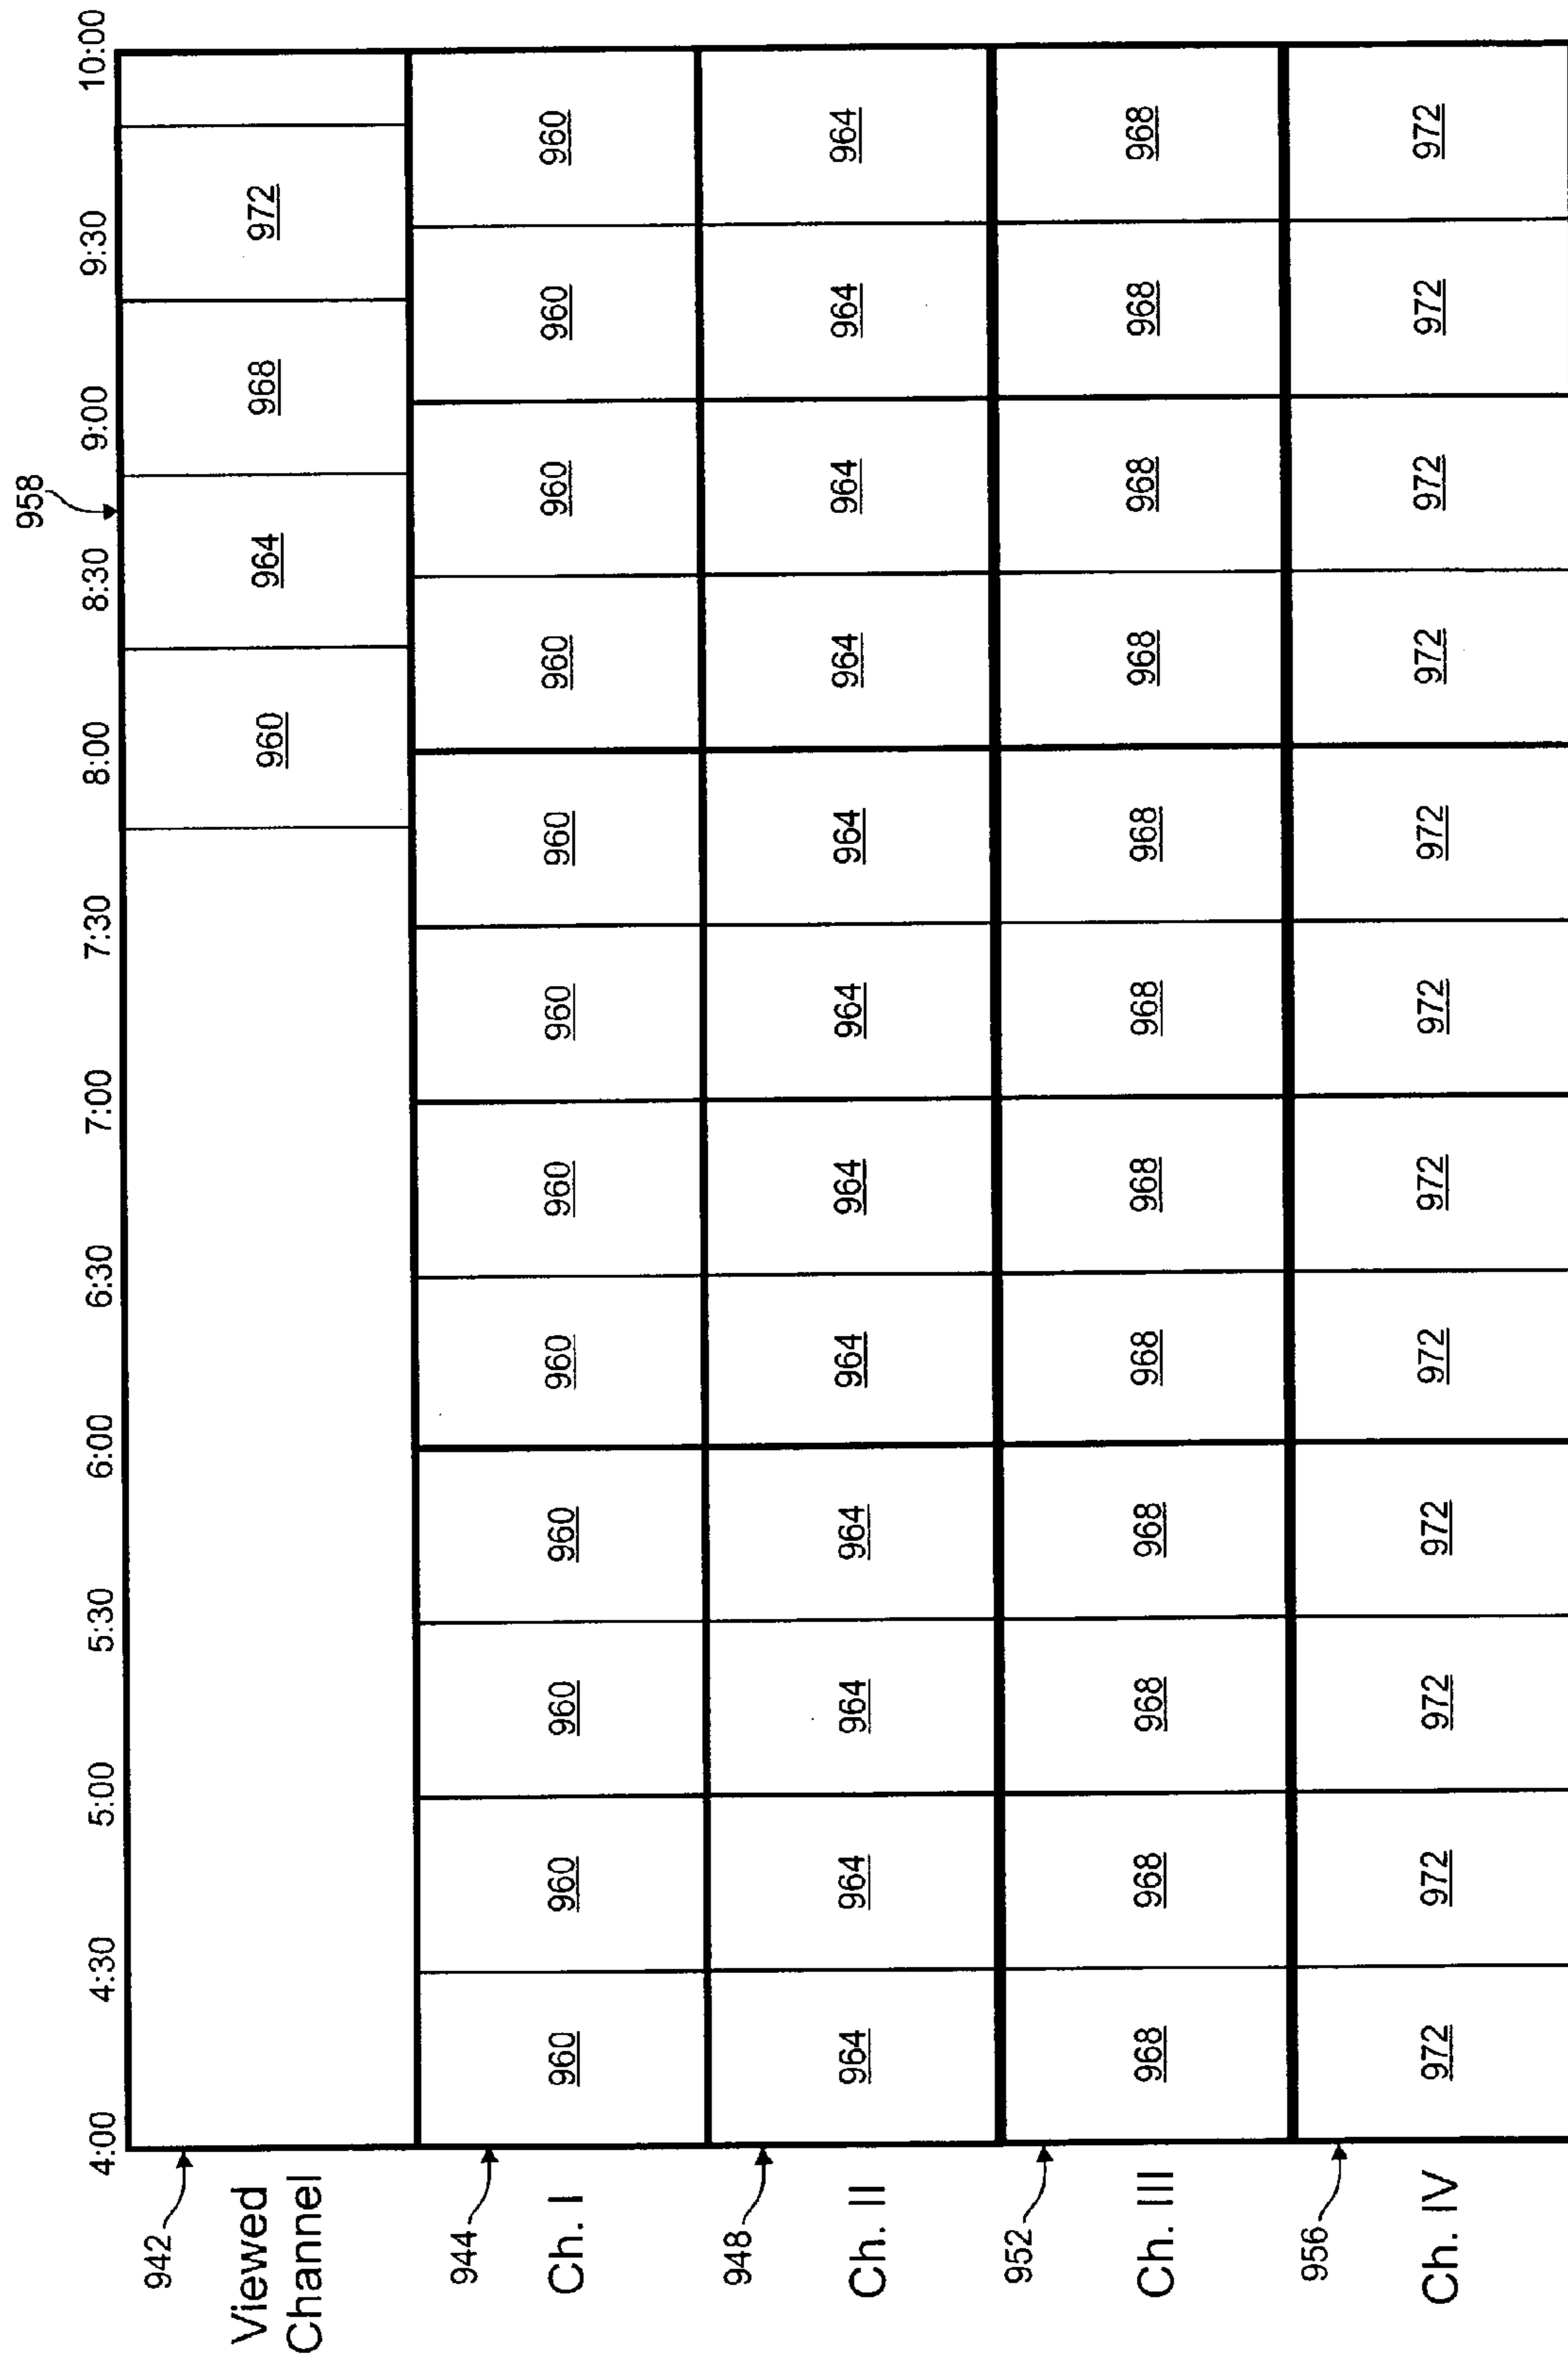 958
4:00 4:30 5:00 5:30 6:00 6:30 7:00 7:30 8:00 8:30 9:00 9:30 10:00
942
Viewed
Channel
960 964 968 972
944
Ch. I
960 960 960 960 960 960 960 960 960 960 960 960
948
Ch. II
964 964 964 964 964 964 964 964 964 964 964 964
952
Ch. III
968 968 968 968 968 968 968 968 968 968 968 968
956
Ch. IV
972 972 972 972 972 972 972 972 972 972 972 972